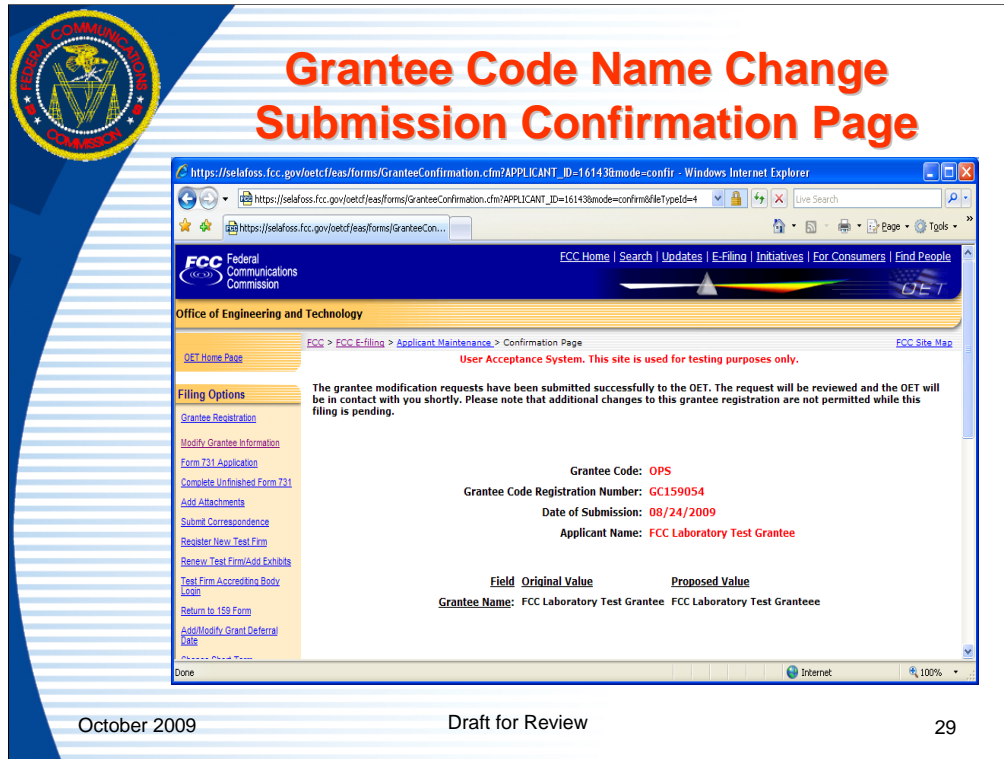 FEDERAL COMMUNICATIONS COMMISSION
Grantee Code Name Change
Submission Confirmation Page
https://selafoss.fcc.gov/oetcf/eas/forms/GranteeConfirmation.cfm?APPLICANT_ID=16143&mode=confir - Windows Internet Explorer
https://selafoss.fcc.gov/oetcf/eas/forms/GranteeConfirmation.cfm?APPLICANT_ID=16143&mode=confirm&fileTypeId=4
Live Search
https://selafoss.fcc.gov/oetcf/eas/forms/GranteeCon...
Page Tools
FCC Federal
Communications
Commission
FCC Home | Search | Updates | E-Filing | Initiatives | For Consumers | Find People
OET
Office of Engineering and Technology
FCC > FCC E-filing > Applicant Maintenance > Confirmation Page
FCC Site Map
OET Home Page
User Acceptance System. This site is used for testing purposes only.
Filing Options
Grantee Registration
Modify Grantee Information
Form 731 Application
Complete Unfinished Form 731
Add Attachments
Submit Correspondence
Register New Test Firm
Renew Test Firm/Add Exhibits
Test Firm Accrediting Body
Login
Return to 159 Form
Add/Modify Grant Deferral
Date
The grantee modification requests have been submitted successfully to the OET. The request will be reviewed and the OET will
be in contact with you shortly. Please note that additional changes to this grantee registration are not permitted while this
filing is pending.
Grantee Code: OPS
Grantee Code Registration Number: GC159054
Date of Submission: 08/24/2009
Applicant Name: FCC Laboratory Test Grantee
Field Original Value Proposed Value
Grantee Name: FCC Laboratory Test Grantee FCC Laboratory Test Granteee
Done
Internet
100%
October 2009
Draft for Review
29